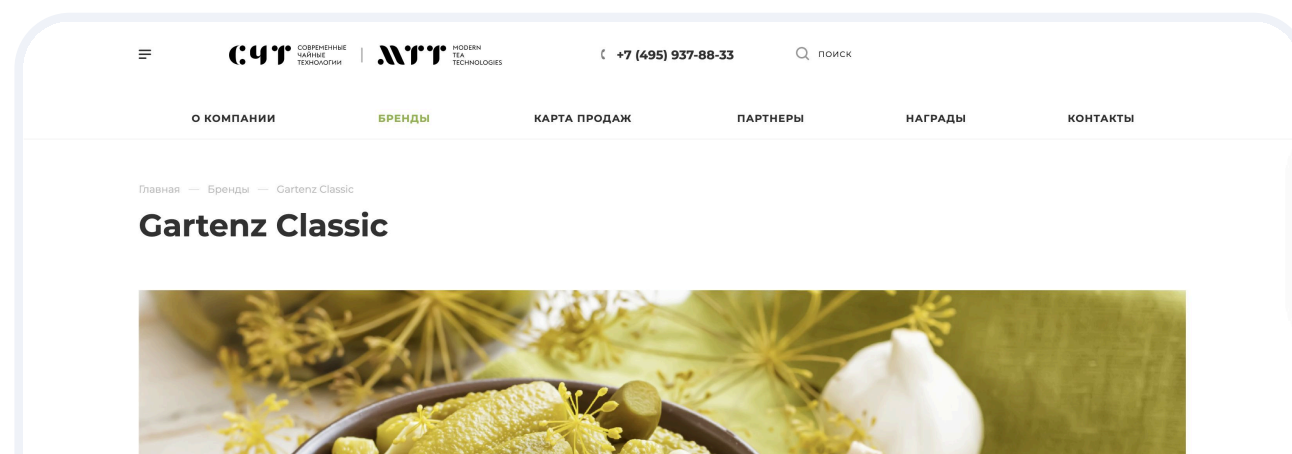 СЧТ СОВРЕМЕННЫЕ
ЧАЙНЫЕ
ТЕХНОЛОГИИ
МТТ MODERN
TEA
TECHNOLOGIES
+7 (495) 937-88-33
ПОИСК
О КОМПАНИИ БРЕНДЫ КАРТА ПРОДАЖ ПАРТНЕРЫ НАГРАДЫ КОНТАКТЫ
Главная — Бренды — Gartenz Classic
Gartenz Classic